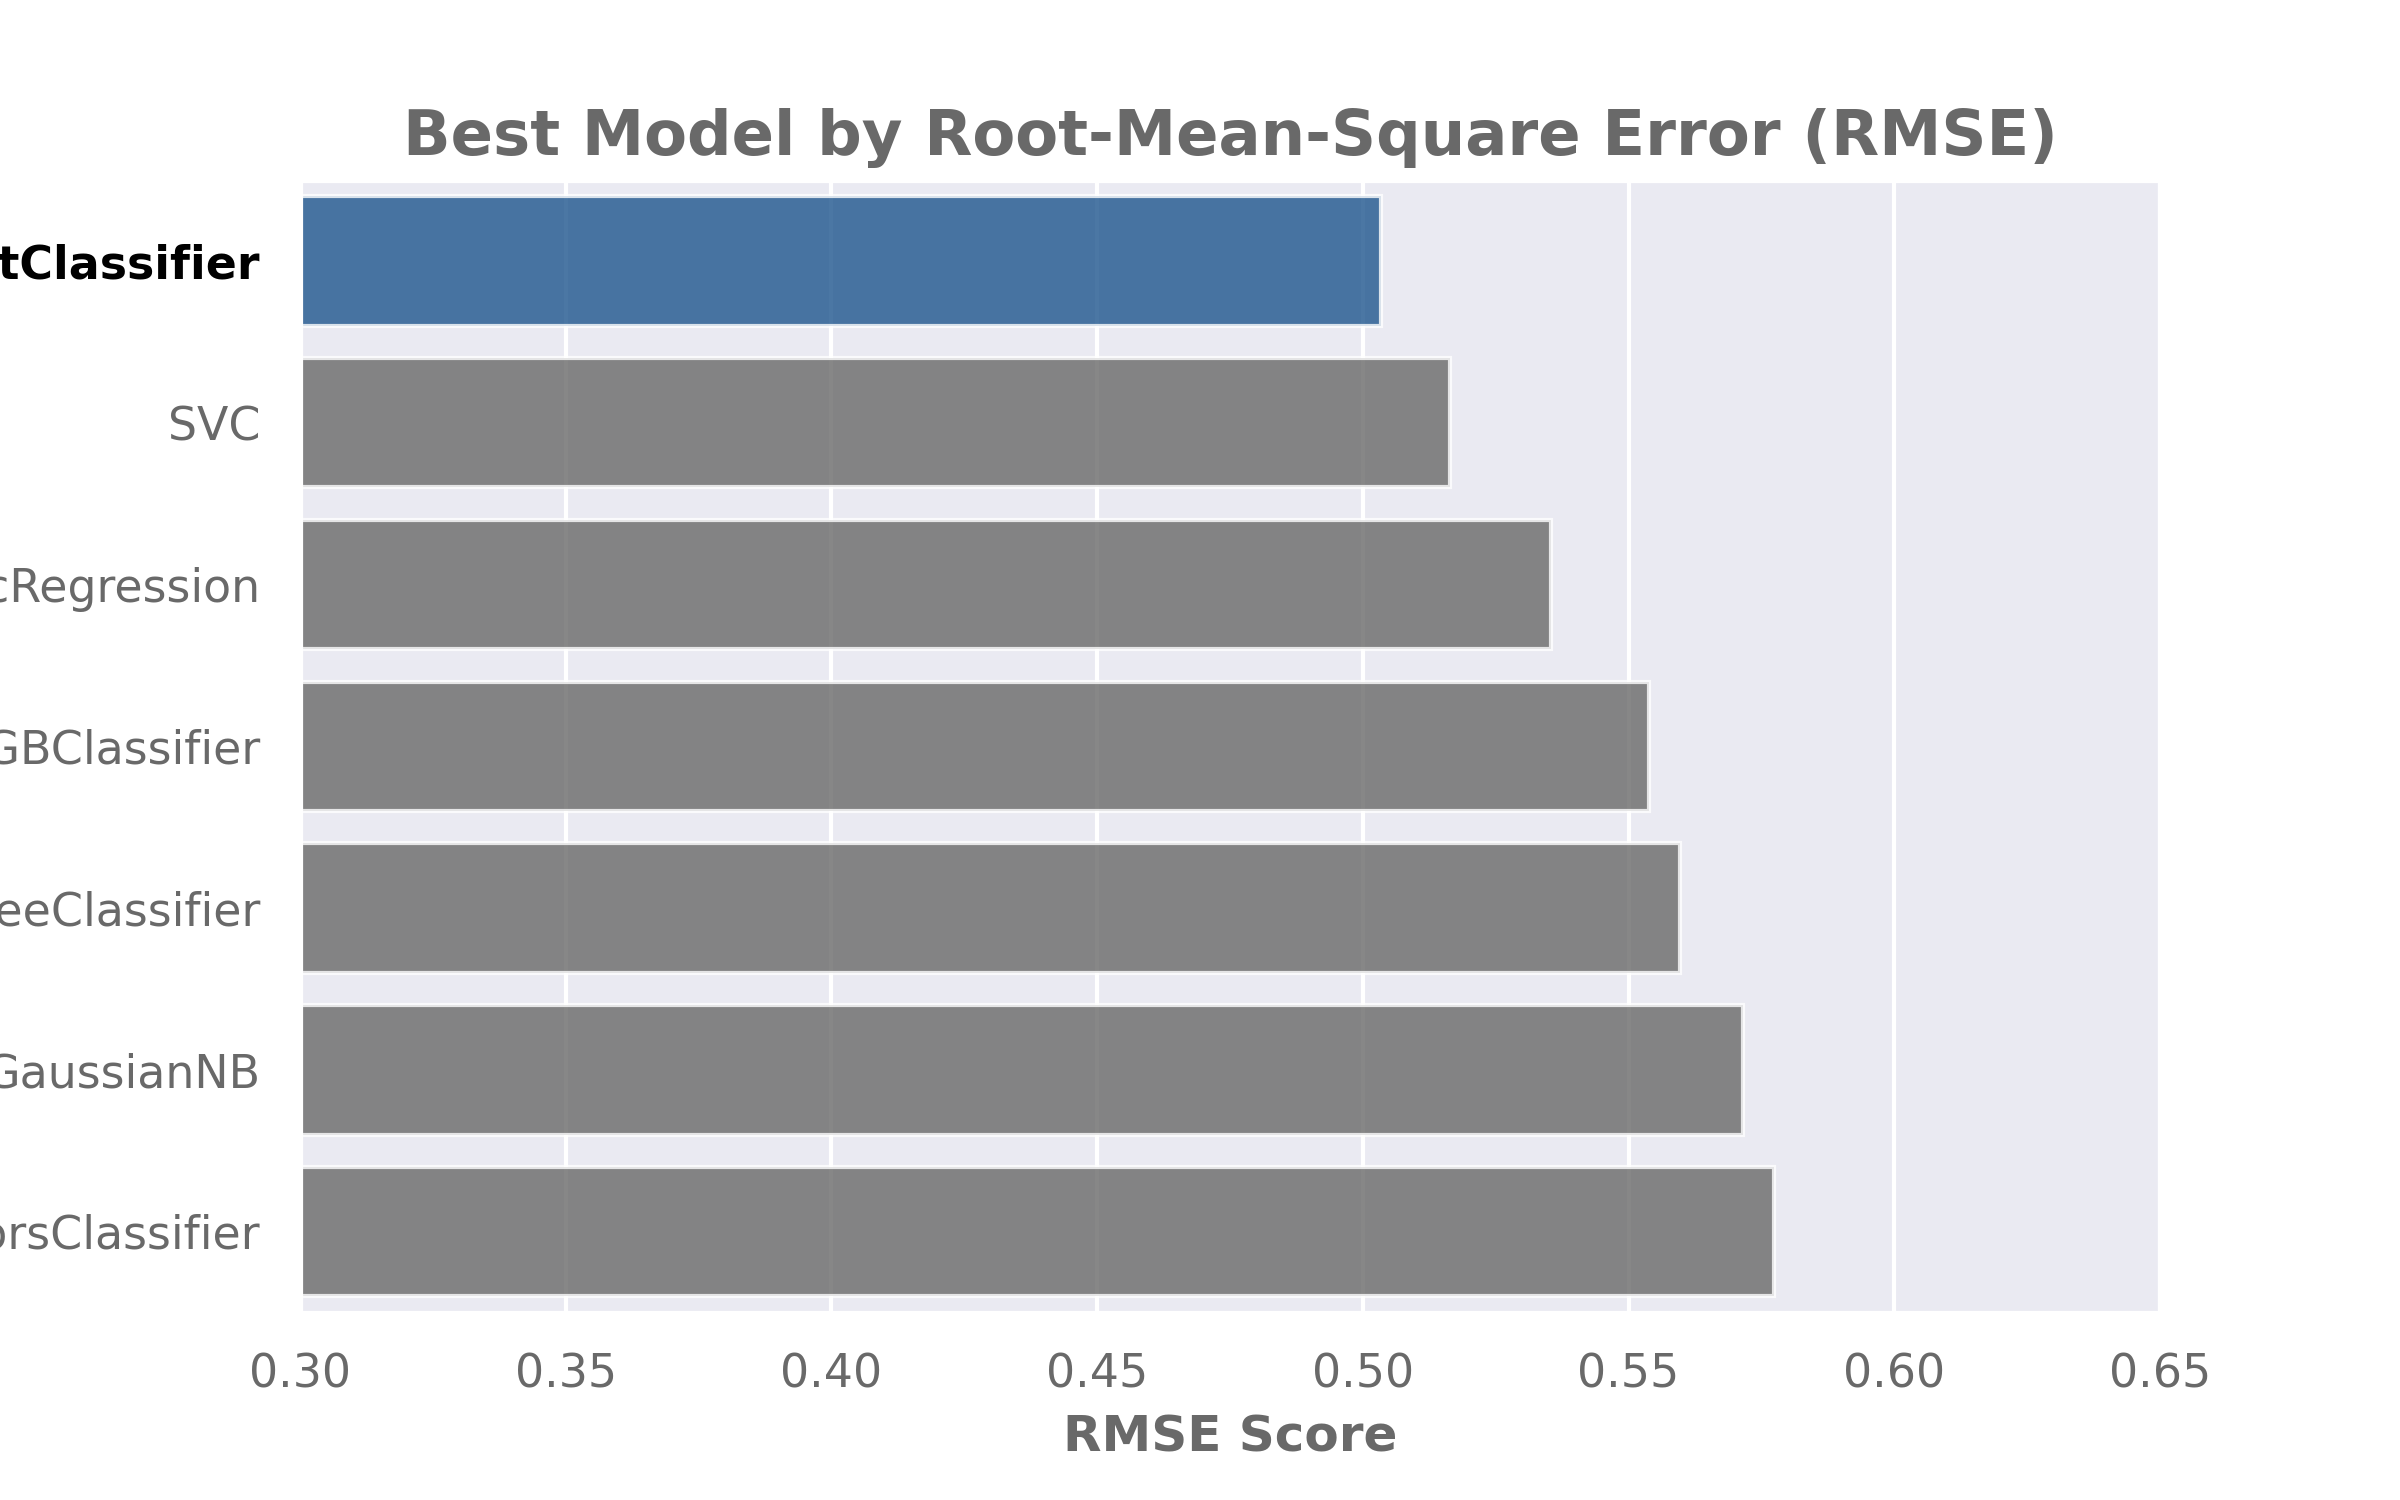 Best Model by Root-Mean-Square Error (RMSE)
tClassifier
SVC
cRegression
GBClassifier
eeClassifier
GaussianNB
orsClassifier
0.30 0.35 0.40 0.45 0.50 0.55 0.60 0.65
RMSE Score